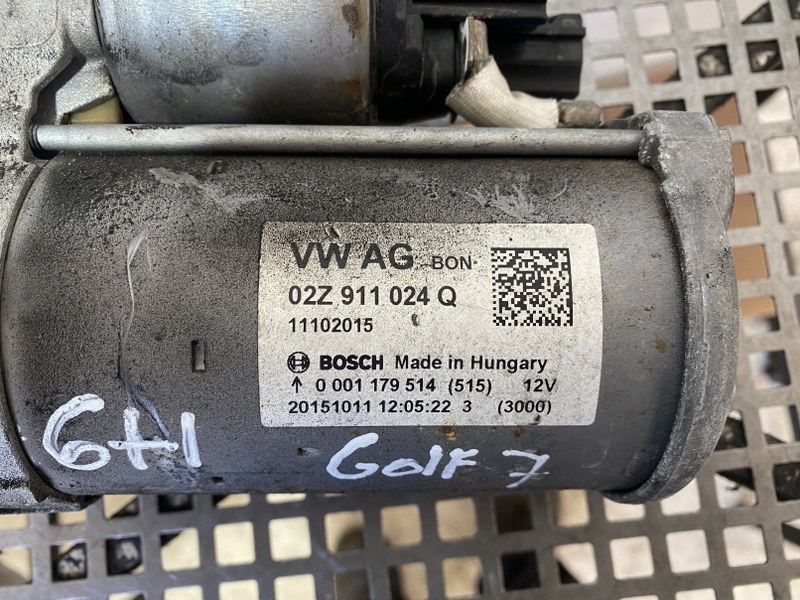 VW AG BON
02Z 911 024 Q
11102015
BOSCH Made in Hungary
↑ 0 001 179 514 (515) 12V
20151011 12:05:22 3 (3000)
Gti
Golf 7